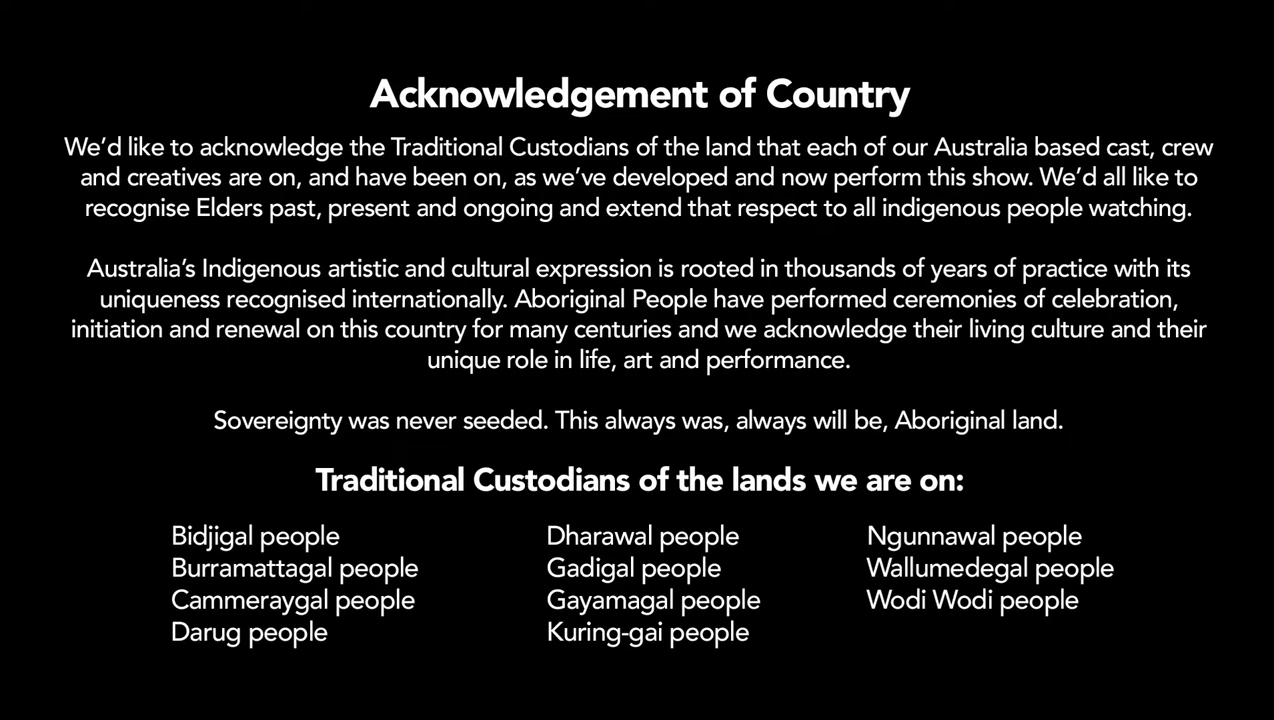 Acknowledgement of Country
We’d like to acknowledge the Traditional Custodians of the land that each of our Australia based cast, crew
and creatives are on, and have been on, as we’ve developed and now perform this show. We’d all like to
recognise Elders past, present and ongoing and extend that respect to all indigenous people watching.
Australia’s Indigenous artistic and cultural expression is rooted in thousands of years of practice with its
uniqueness recognised internationally. Aboriginal People have performed ceremonies of celebration,
initiation and renewal on this country for many centuries and we acknowledge their living culture and their
unique role in life, art and performance.
Sovereignty was never seeded. This always was, always will be, Aboriginal land.
Traditional Custodians of the lands we are on:
Bidjigal people
Burramattagal people
Cammeraygal people
Darug people
Dharawal people
Gadigal people
Gayamagal people
Kuring-gai people
Ngunnawal people
Wallumedegal people
Wodi Wodi people